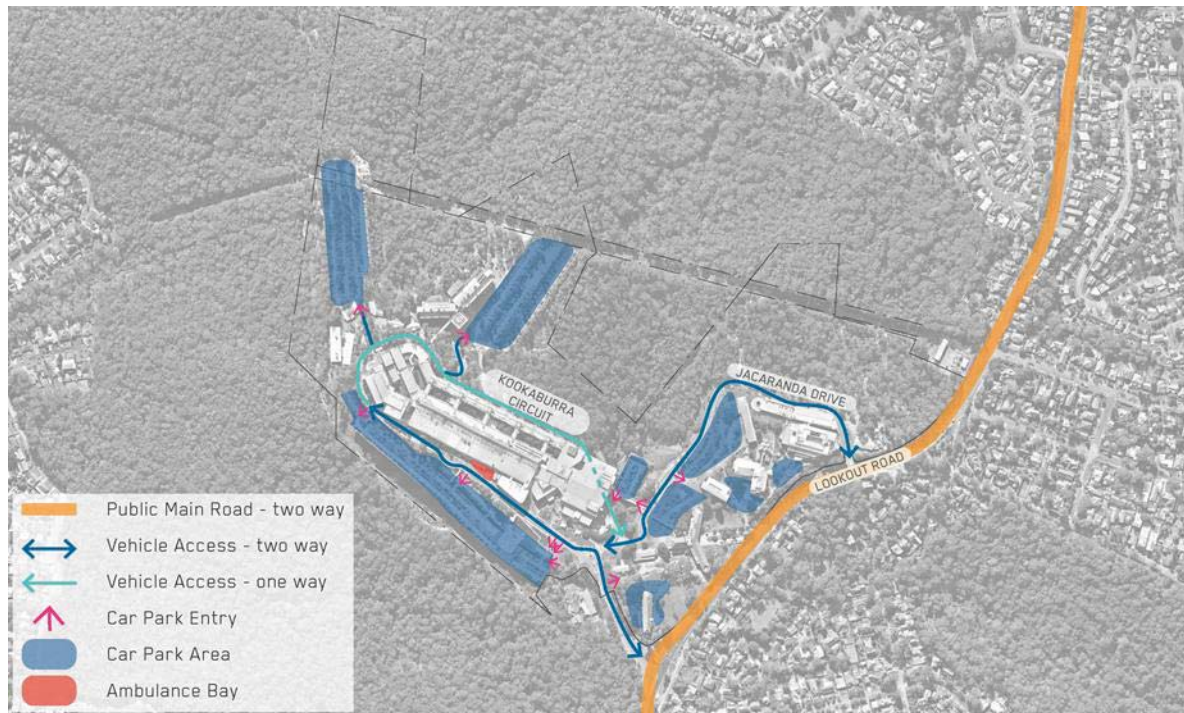 KOOKABURRA
CIRCUIT
JACARANDA DRIVE
LOOKOUT ROAD
Public Main Road - two way
Vehicle Access - two way
Vehicle Access - one way
Car Park Entry
Car Park Area
Ambulance Bay